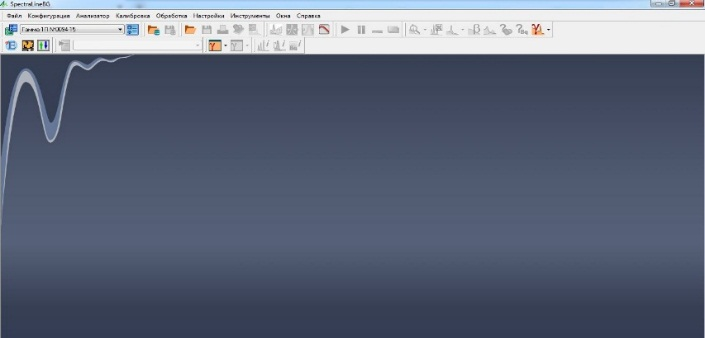 SpectraLineBG
Файл Конфигурация Анализатор Калибровка Обработка Настройки Инструменты Окна Справка